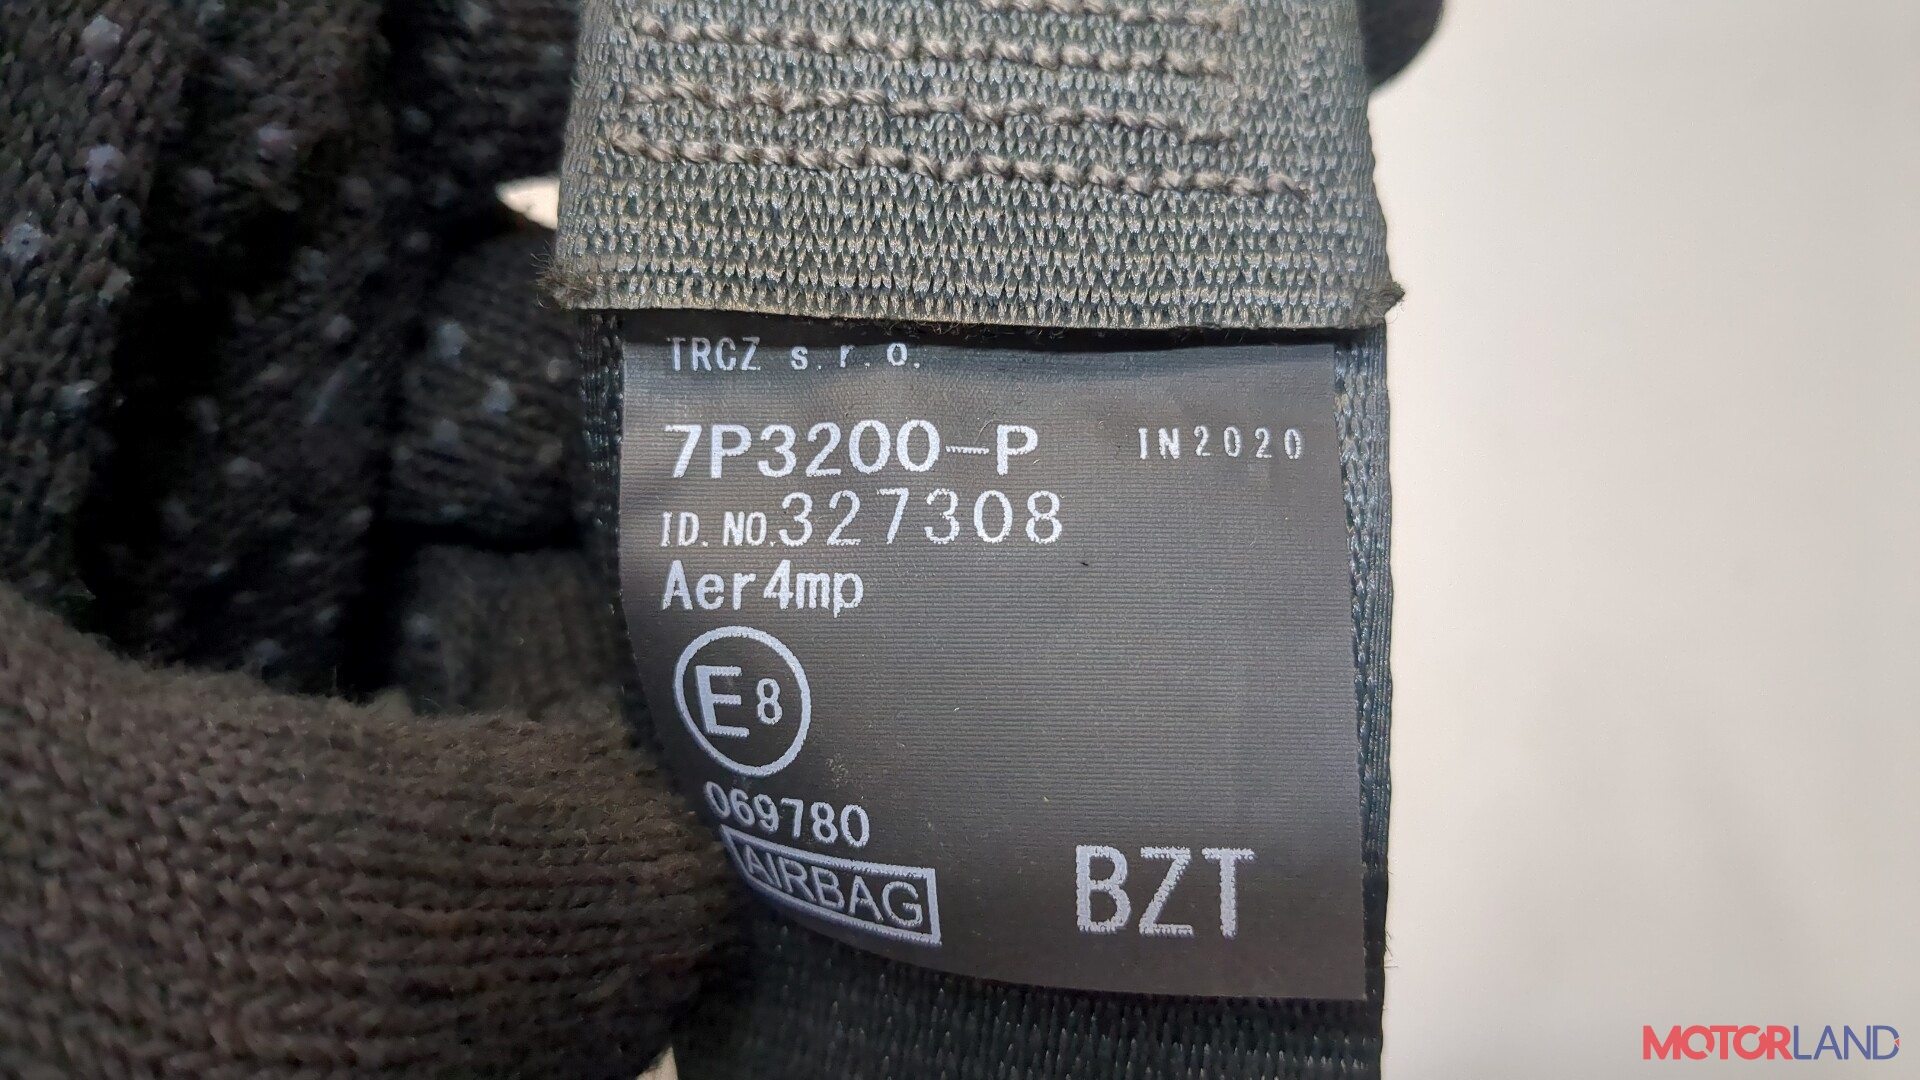 TRCZ s.r.o.
7P3200-P IN2020
ID.NO.327308
Aer4mp
E8
069780
AIRBAG
BZT
MOTORLAND